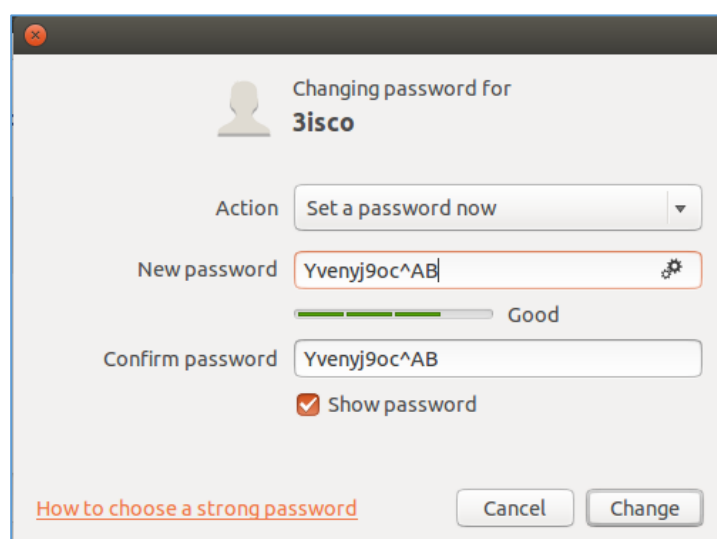 Changing password for
3isco
Action Set a password now
New password Yvenyj9oc^AB
Good
Confirm password Yvenyj9oc^AB
Show password
How to choose a strong password Cancel Change